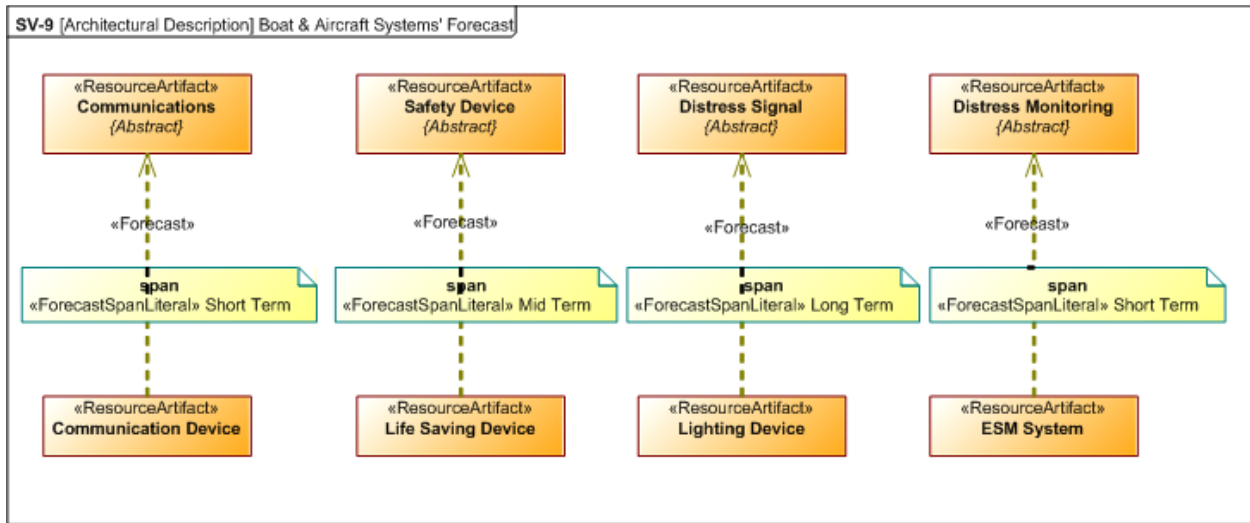 SV-9 [Architectural Description] Boat & Aircraft Systems' Forecast
«ResourceArtifact»
Communications
{Abstract}
«ResourceArtifact»
Safety Device
{Abstract}
«ResourceArtifact»
Distress Signal
{Abstract}
«ResourceArtifact»
Distress Monitoring
{Abstract}
«Forecast»
«Forecast»
«Forecast»
«Forecast»
span
«ForecastSpanLiteral» Short Term
span
«ForecastSpanLiteral» Mid Term
span
«ForecastSpanLiteral» Long Term
span
«ForecastSpanLiteral» Short Term
«ResourceArtifact»
Communication Device
«ResourceArtifact»
Life Saving Device
«ResourceArtifact»
Lighting Device
«ResourceArtifact»
ESM System